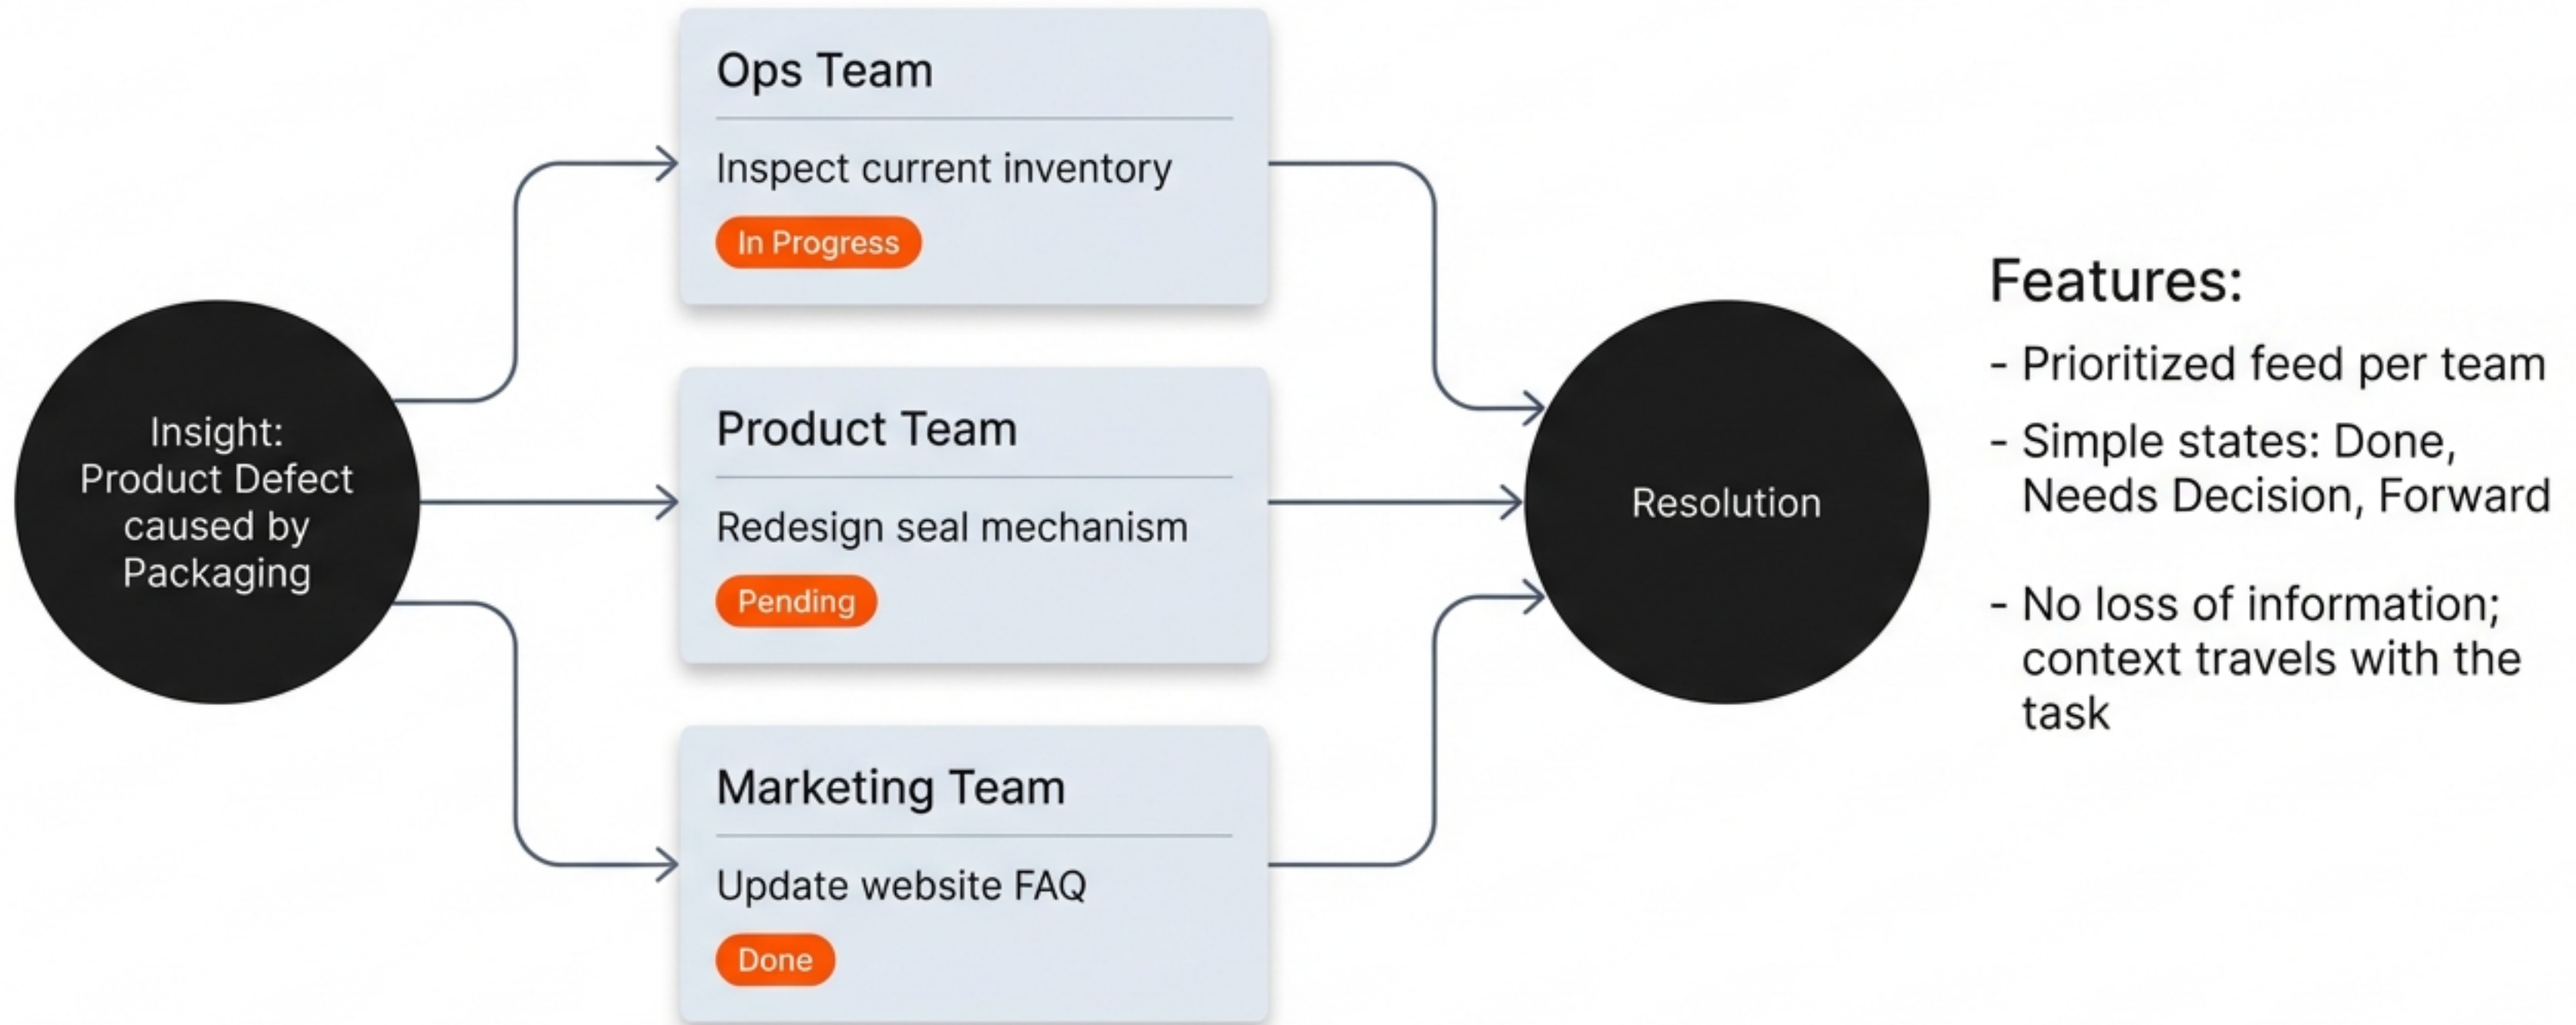 Insight:
Product Defect
caused by
Packaging
Ops Team
Inspect current inventory
In Progress
Product Team
Redesign seal mechanism
Pending
Marketing Team
Update website FAQ
Done
Resolution
Features:
- Prioritized feed per team
- Simple states: Done,
Needs Decision, Forward
- No loss of information;
context travels with the
task